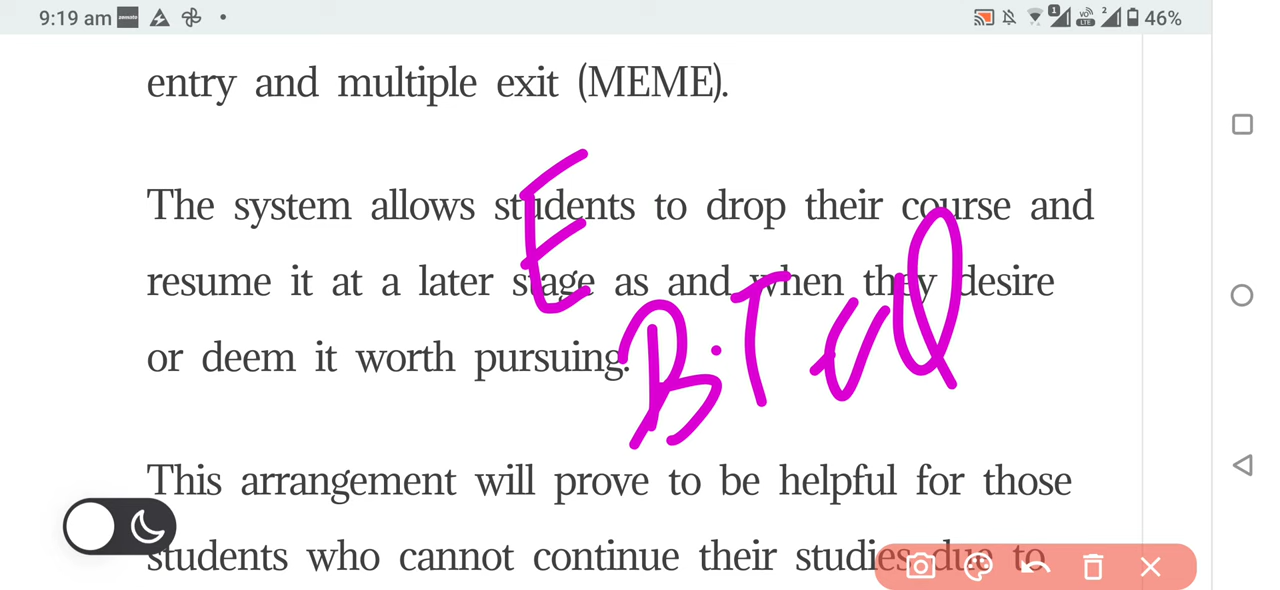 9:19 am 46%
entry and multiple exit (MEME).
The system allows students to drop their course and
resume it at a later stage as and when they desire
or deem it worth pursuing.
E
B.T
This arrangement will prove to be helpful for those
students who cannot continue their studies due to